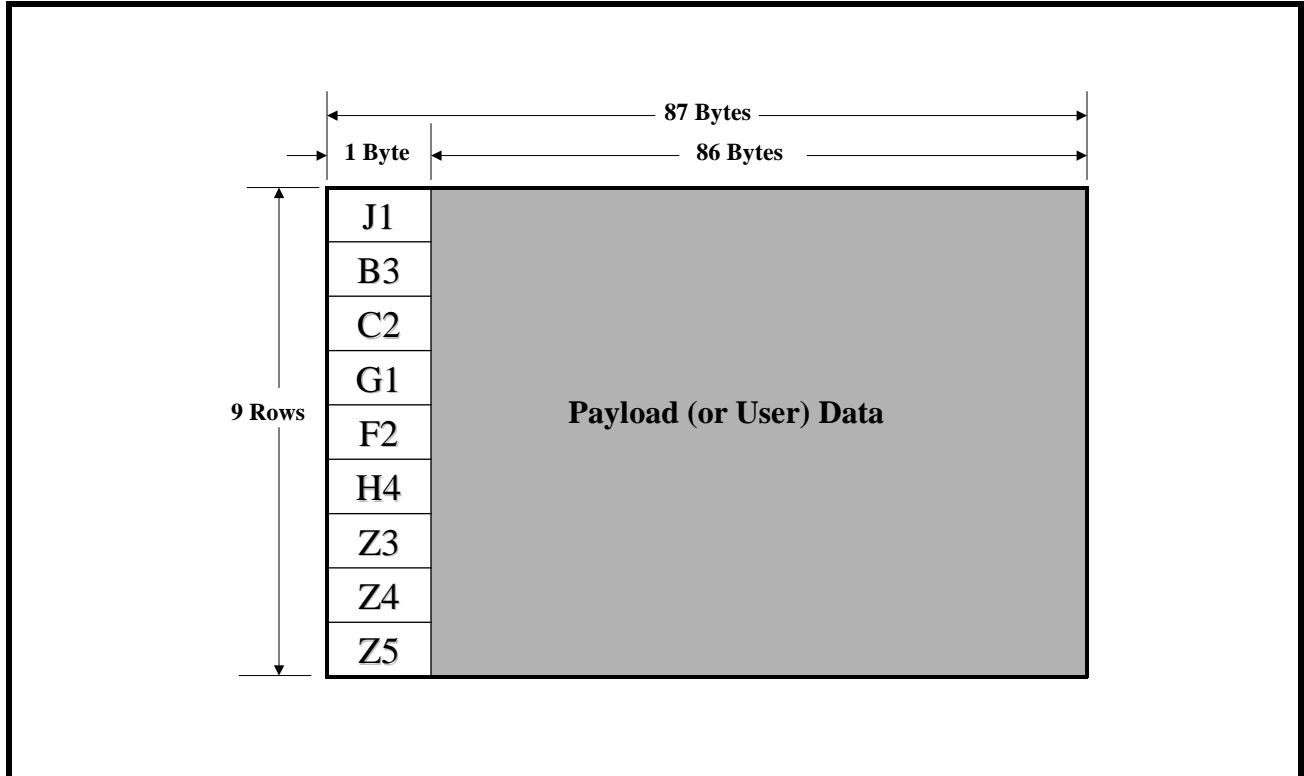 87 Bytes
1 Byte
86 Bytes
J1
B3
C2
G1
F2
H4
Z3
Z4
Z5
9 Rows
Payload (or User) Data